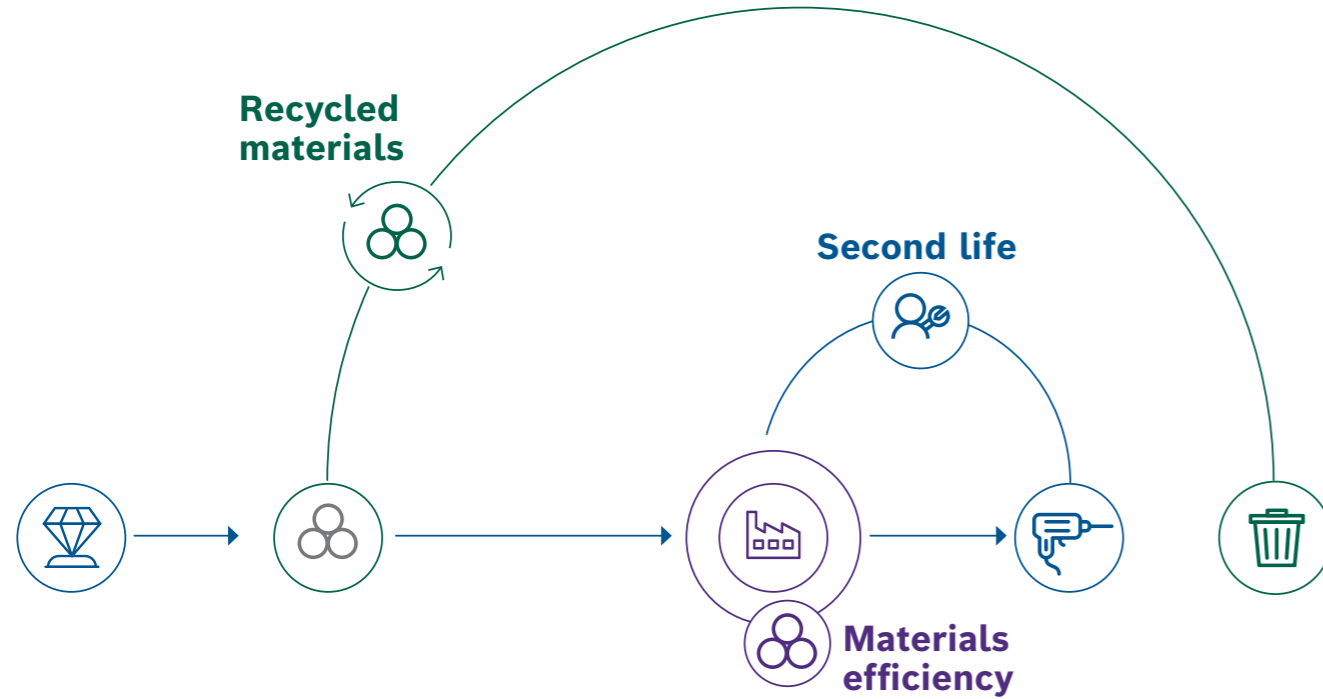 Recycled
materials
Second life
Materials
efficiency